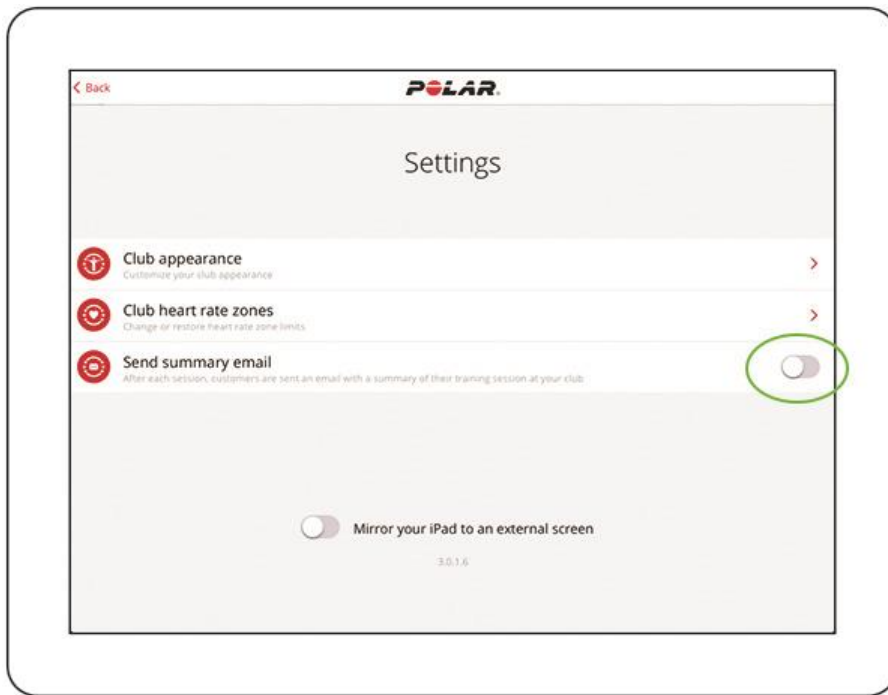 Back
POLAR.
Settings
Club appearance
Customize your club appearance
Club heart rate zones
Change or restore heart rate zone limits
Send summary email
After each session, customers are sent an email with a summary of their training session at your club
Mirror your iPad to an external screen
3.0.1.6